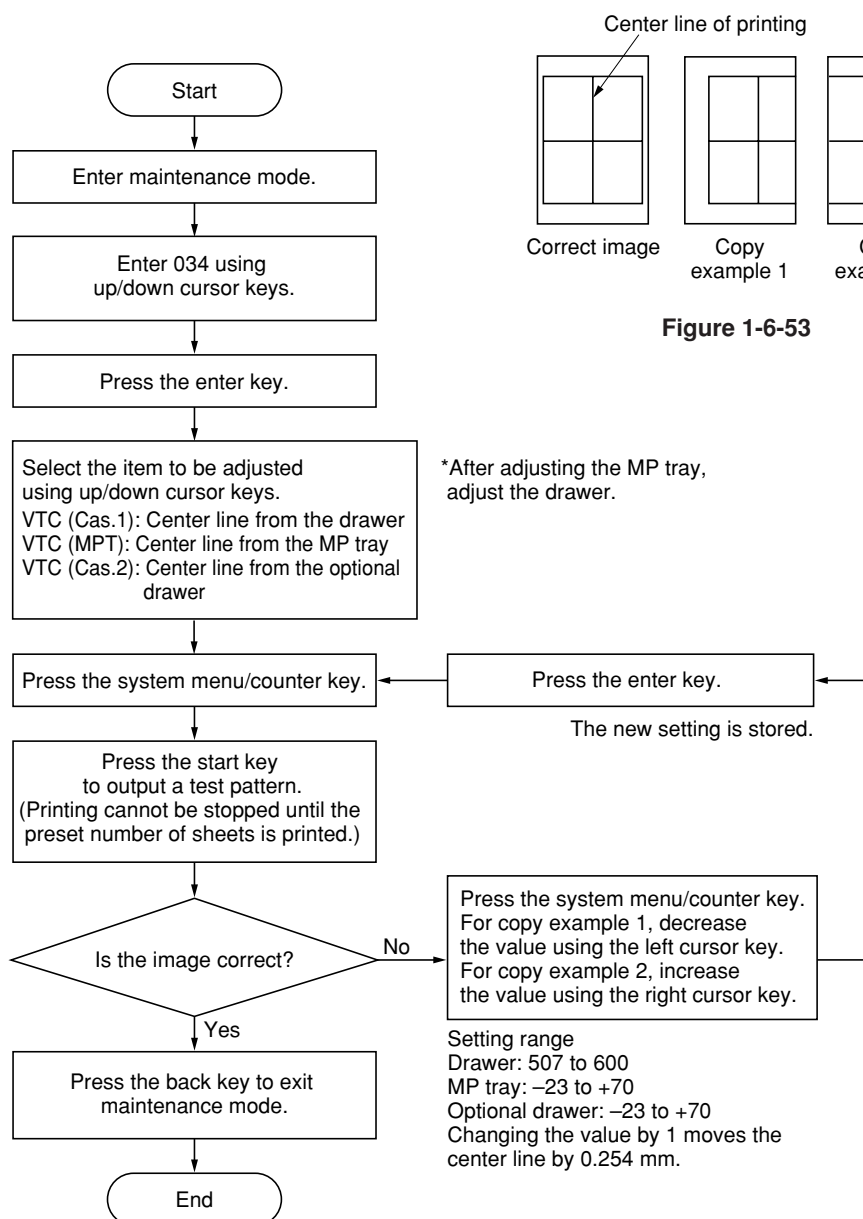 Center line of printing
Correct image
Copy
example 1
Figure 1-6-53
Start
Enter maintenance mode.
Enter 034 using
up/down cursor keys.
Press the enter key.
Select the item to be adjusted
using up/down cursor keys.
VTC (Cas.1): Center line from the drawer
VTC (MPT): Center line from the MP tray
VTC (Cas.2): Center line from the optional
drawer
*After adjusting the MP tray,
adjust the drawer.
Press the system menu/counter key.
Press the enter key.
The new setting is stored.
Press the start key
to output a test pattern.
(Printing cannot be stopped until the
preset number of sheets is printed.)
Is the image correct?
No
Yes
Press the system menu/counter key.
For copy example 1, decrease
the value using the left cursor key.
For copy example 2, increase
the value using the right cursor key.
Setting range
Drawer: 507 to 600
MP tray: –23 to +70
Optional drawer: –23 to +70
Changing the value by 1 moves the
center line by 0.254 mm.
Press the back key to exit
maintenance mode.
End